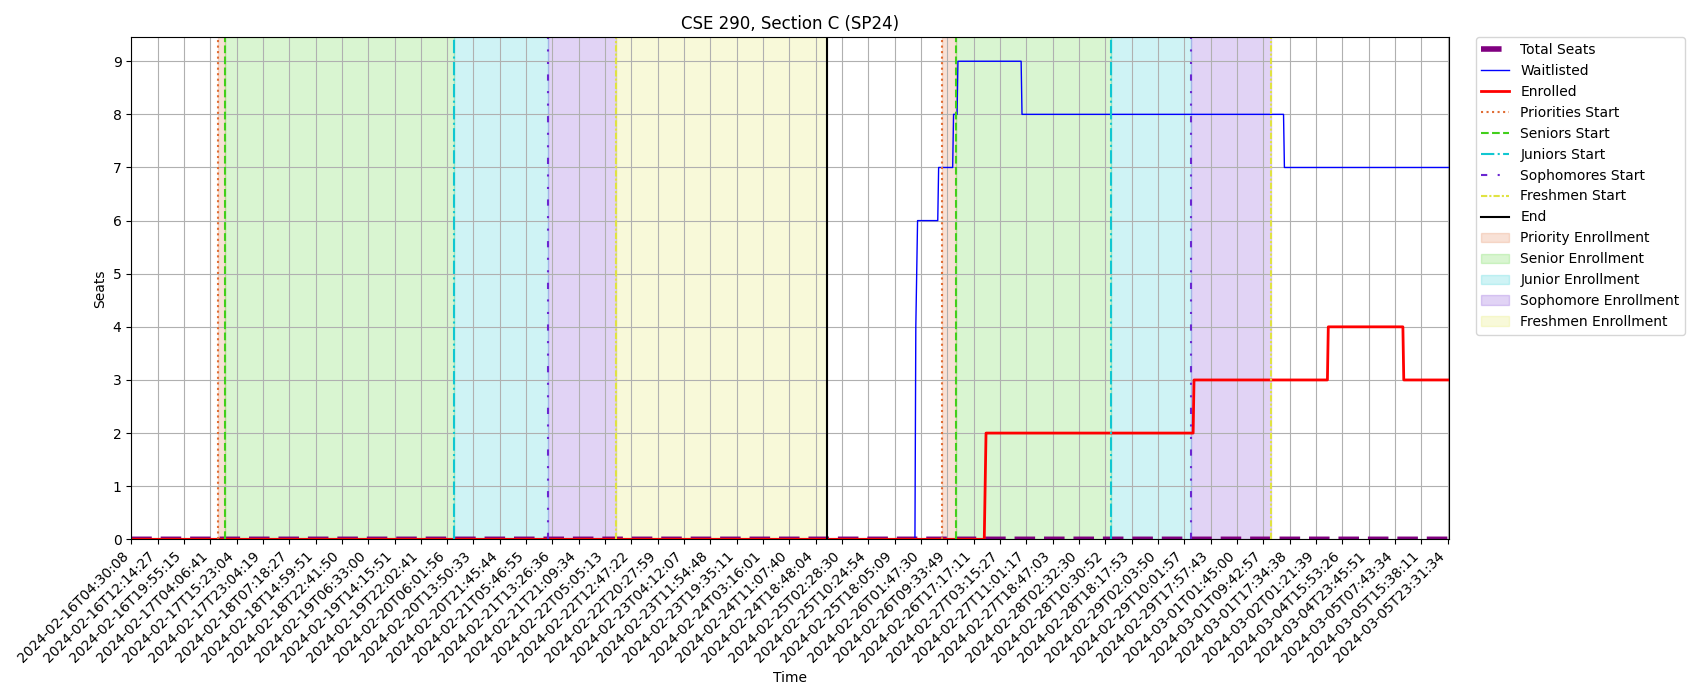 CSE 290, Section C (SP24)
Total Seats
Waitlisted
Enrolled
Priorities Start
Seniors Start
Juniors Start
Sophomores Start
Freshmen Start
End
Priority Enrollment
Senior Enrollment
Junior Enrollment
Sophomore Enrollment
Freshmen Enrollment
Seats
9
8
7
6
5
4
3
2
1
0
2024-02-16T04:30:08
2024-02-16T12:14:27
2024-02-16T19:55:15
2024-02-17T04:06:41
2024-02-17T15:23:04
2024-02-17T23:04:19
2024-02-18T07:18:27
2024-02-18T14:59:51
2024-02-18T22:41:50
2024-02-19T06:33:00
2024-02-19T14:15:51
2024-02-19T22:02:41
2024-02-20T06:01:56
2024-02-20T13:50:33
2024-02-20T21:45:44
2024-02-21T05:46:55
2024-02-21T13:26:36
2024-02-21T21:09:34
2024-02-22T05:05:13
2024-02-22T12:47:22
2024-02-22T20:27:59
2024-02-23T04:12:07
2024-02-23T11:54:48
2024-02-23T19:35:11
2024-02-24T03:16:01
2024-02-24T11:07:40
2024-02-24T18:48:04
2024-02-25T02:28:30
2024-02-25T10:24:54
2024-02-25T18:05:09
2024-02-26T01:47:30
2024-02-26T09:33:49
2024-02-26T17:17:11
2024-02-27T03:15:27
2024-02-27T11:01:17
2024-02-27T18:47:03
2024-02-28T02:32:30
2024-02-28T10:30:52
2024-02-28T18:17:53
2024-02-29T02:03:50
2024-02-29T10:01:57
2024-02-29T17:57:43
2024-03-01T01:45:00
2024-03-01T09:42:57
2024-03-01T17:34:38
2024-03-02T01:21:39
2024-03-04T15:53:26
2024-03-04T23:45:51
2024-03-05T07:43:34
2024-03-05T15:38:11
2024-03-05T23:31:34
Time